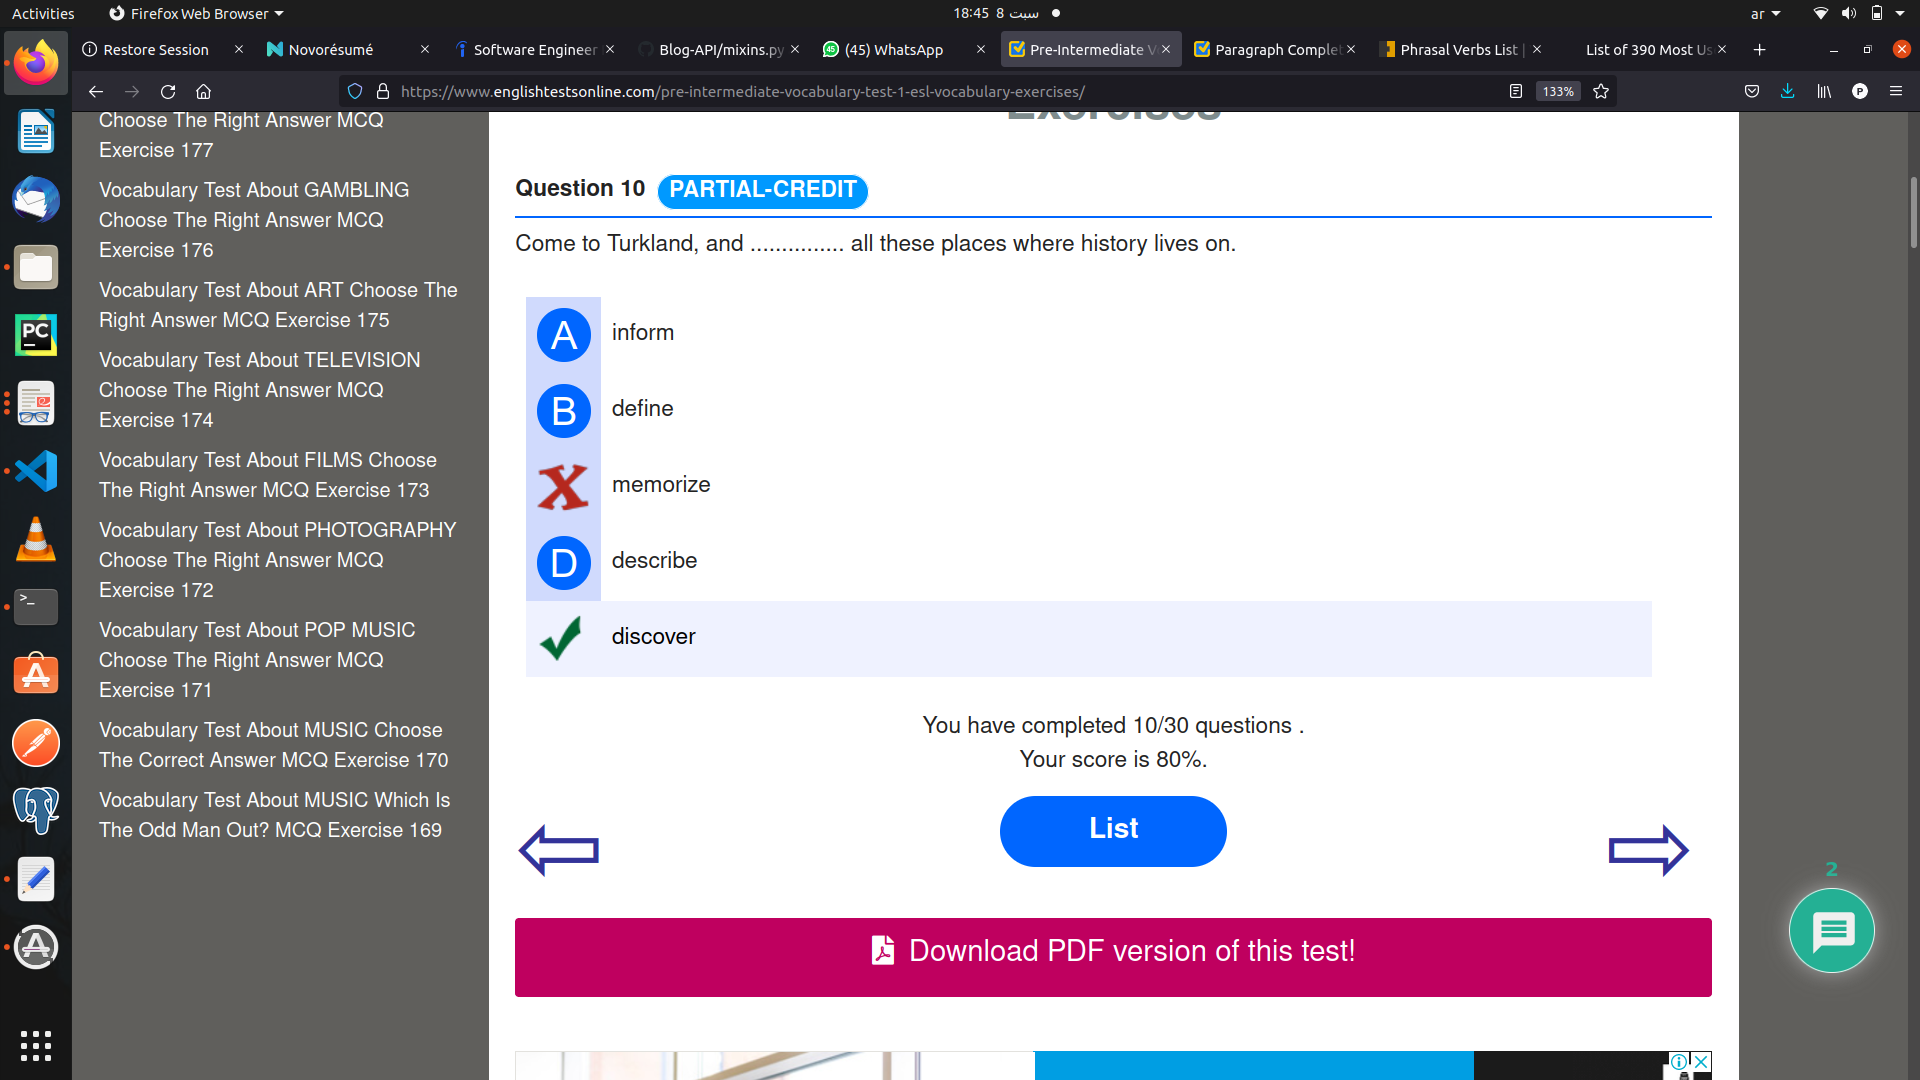 Activities
Firefox Web Browser
18:45 8 سبت
ar
Restore Session
Novorésumé
Software Engineer
Blog-API/mixins.py
(45) WhatsApp
Pre-Intermediate V
Paragraph Complet
Phrasal Verbs List |
List of 390 Most Us
https://www.englishtestsonline.com/pre-intermediate-vocabulary-test-1-esl-vocabulary-exercises/
133%
P
Choose The Right Answer MCQ
Exercise 177
Vocabulary Test About GAMBLING
Choose The Right Answer MCQ
Exercise 176
Vocabulary Test About ART Choose The
Right Answer MCQ Exercise 175
Vocabulary Test About TELEVISION
Choose The Right Answer MCQ
Exercise 174
Vocabulary Test About FILMS Choose
The Right Answer MCQ Exercise 173
Vocabulary Test About PHOTOGRAPHY
Choose The Right Answer MCQ
Exercise 172
Vocabulary Test About POP MUSIC
Choose The Right Answer MCQ
Exercise 171
Vocabulary Test About MUSIC Choose
The Correct Answer MCQ Exercise 170
Vocabulary Test About MUSIC Which Is
The Odd Man Out? MCQ Exercise 169
Exercises
Question 10 PARTIAL-CREDIT
Come to Turkland, and ............... all these places where history lives on.
A inform
B define
memorize
D describe
discover
You have completed 10/30 questions .
Your score is 80%.
List
Download PDF version of this test!
2
PC